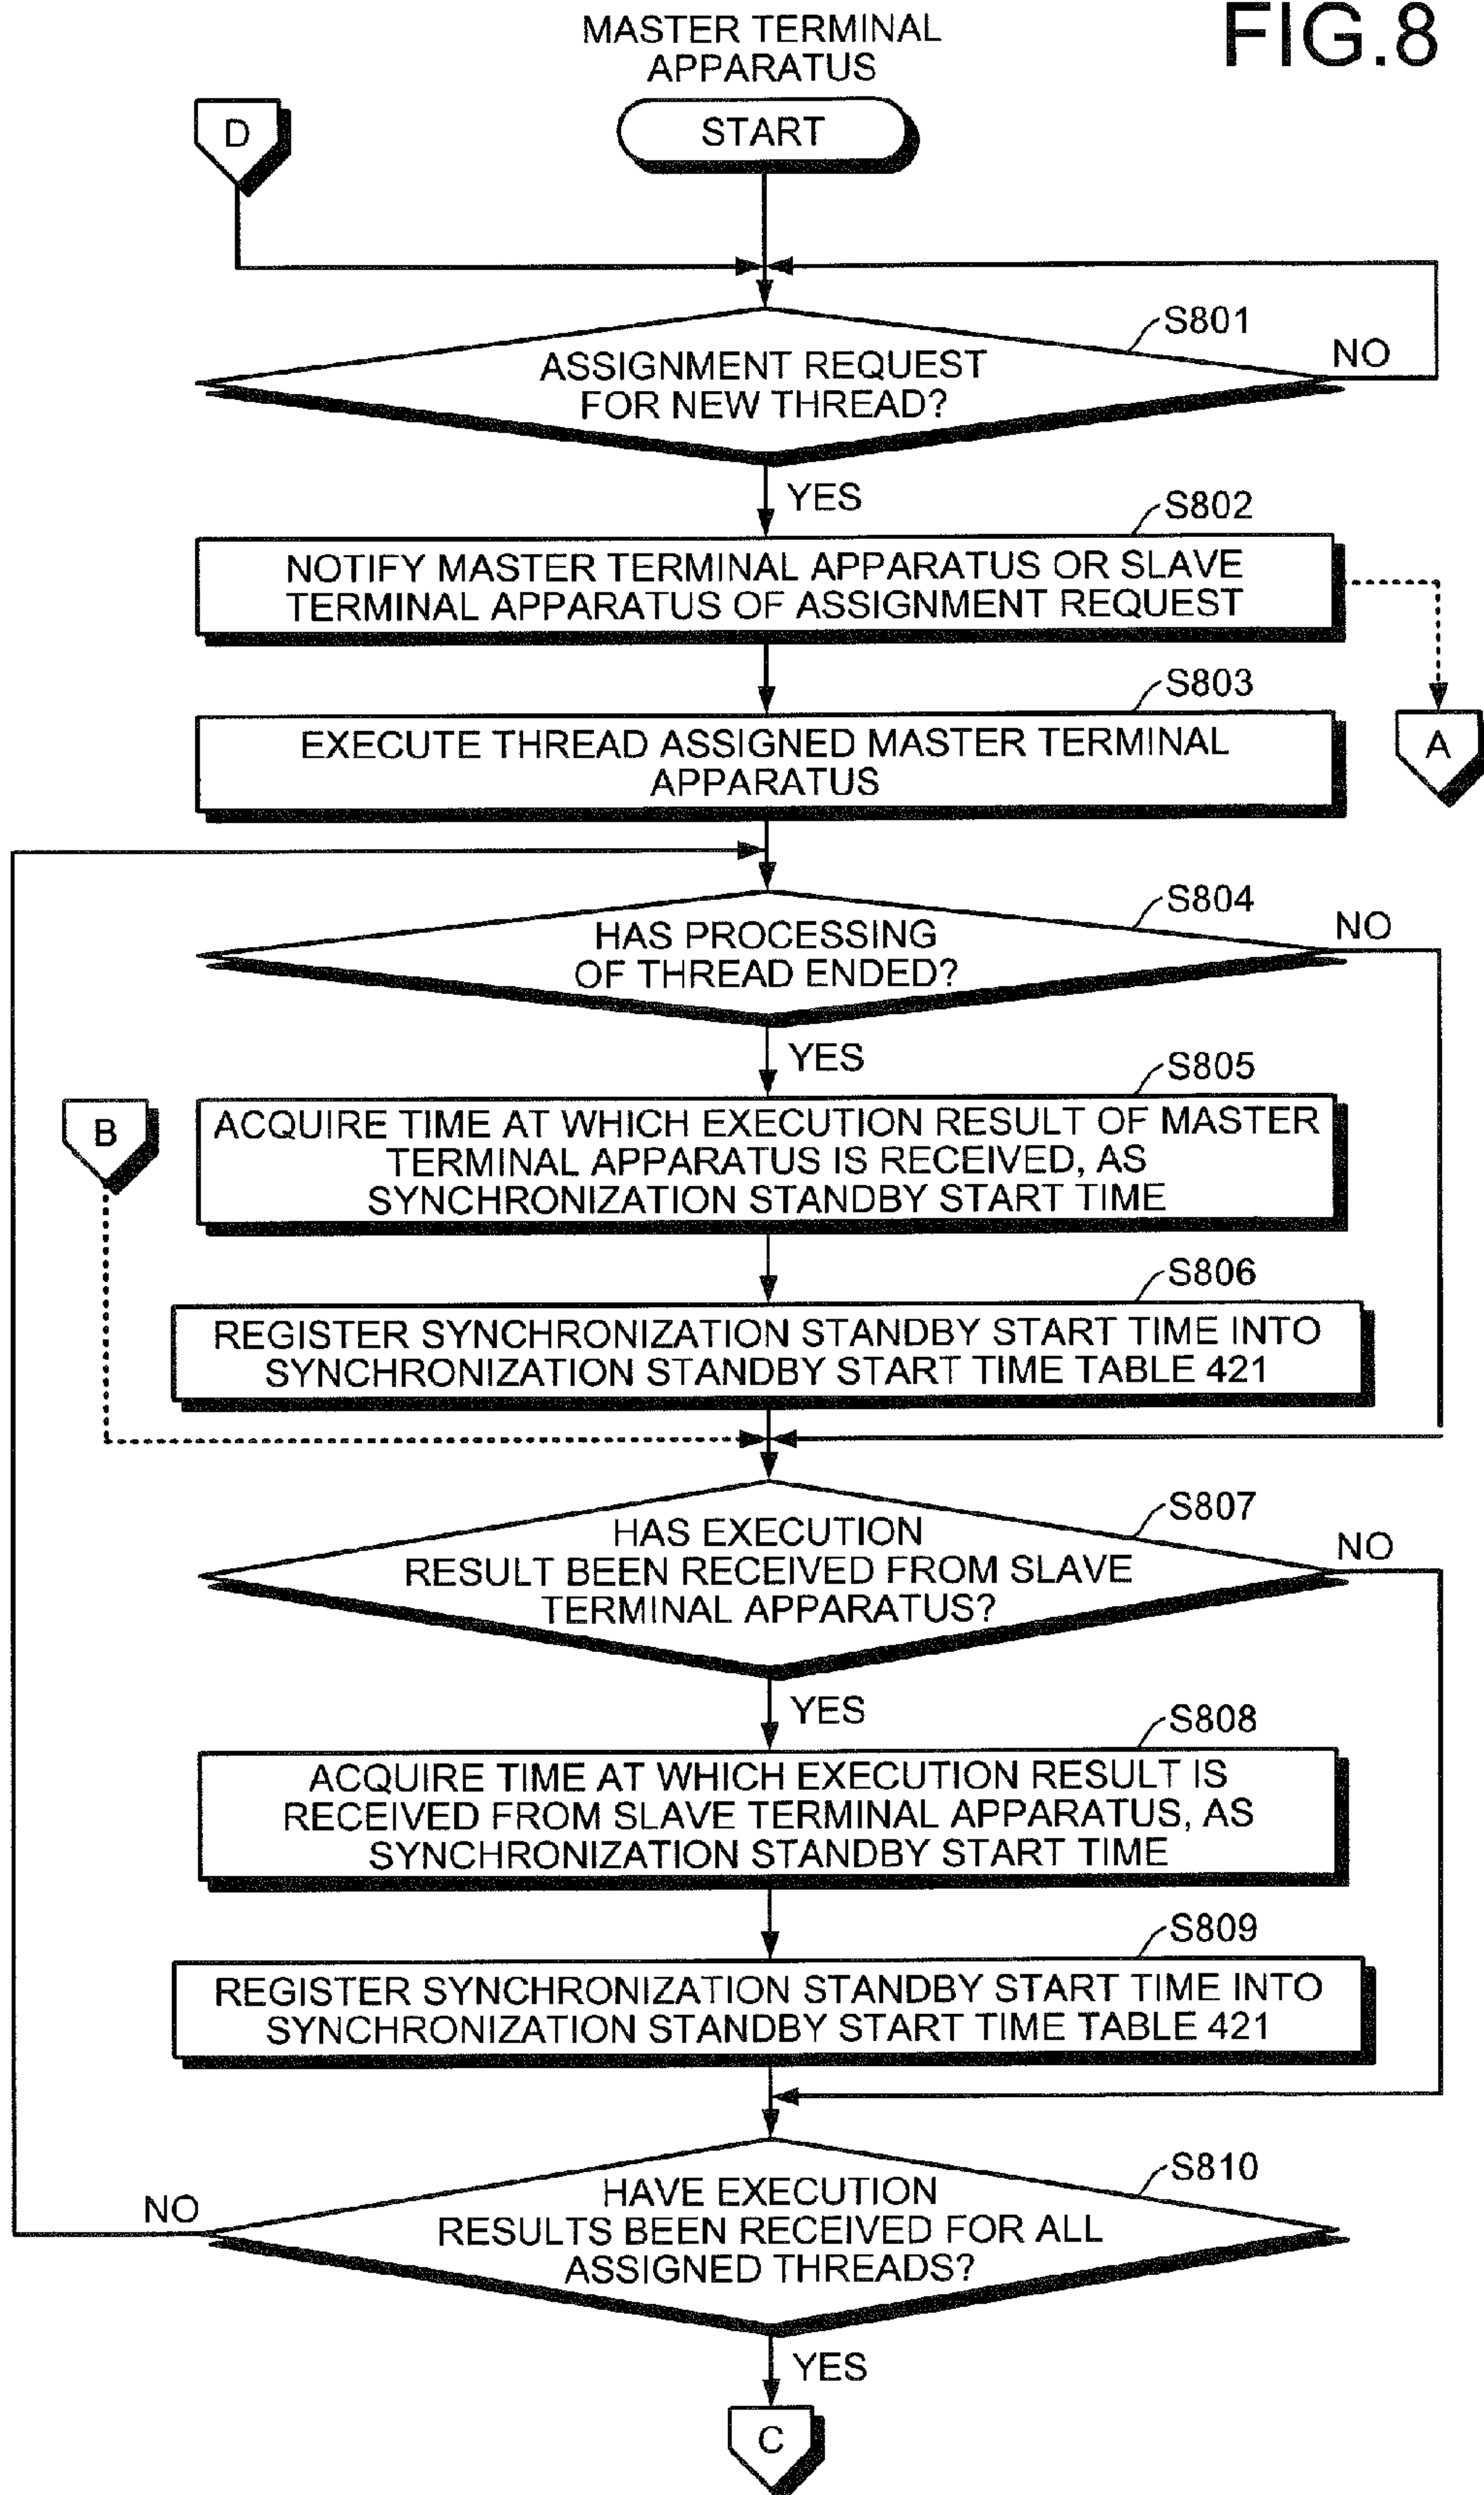 FIG.8
MASTER TERMINAL
APPARATUS
D
START
S801
ASSIGNMENT REQUEST
FOR NEW THREAD?
NO
YES
S802
NOTIFY MASTER TERMINAL APPARATUS OR SLAVE
TERMINAL APPARATUS OF ASSIGNMENT REQUEST
S803
EXECUTE THREAD ASSIGNED MASTER TERMINAL
APPARATUS
A
S804
HAS PROCESSING
OF THREAD ENDED?
NO
YES
S805
B
ACQUIRE TIME AT WHICH EXECUTION RESULT OF MASTER
TERMINAL APPARATUS IS RECEIVED, AS
SYNCHRONIZATION STANDBY START TIME
S806
REGISTER SYNCHRONIZATION STANDBY START TIME INTO
SYNCHRONIZATION STANDBY START TIME TABLE 421
S807
HAS EXECUTION
RESULT BEEN RECEIVED FROM SLAVE
TERMINAL APPARATUS?
NO
YES
S808
ACQUIRE TIME AT WHICH EXECUTION RESULT IS
RECEIVED FROM SLAVE TERMINAL APPARATUS, AS
SYNCHRONIZATION STANDBY START TIME
S809
REGISTER SYNCHRONIZATION STANDBY START TIME INTO
SYNCHRONIZATION STANDBY START TIME TABLE 421
S810
HAVE EXECUTION
RESULTS BEEN RECEIVED FOR ALL
ASSIGNED THREADS?
NO
YES
C